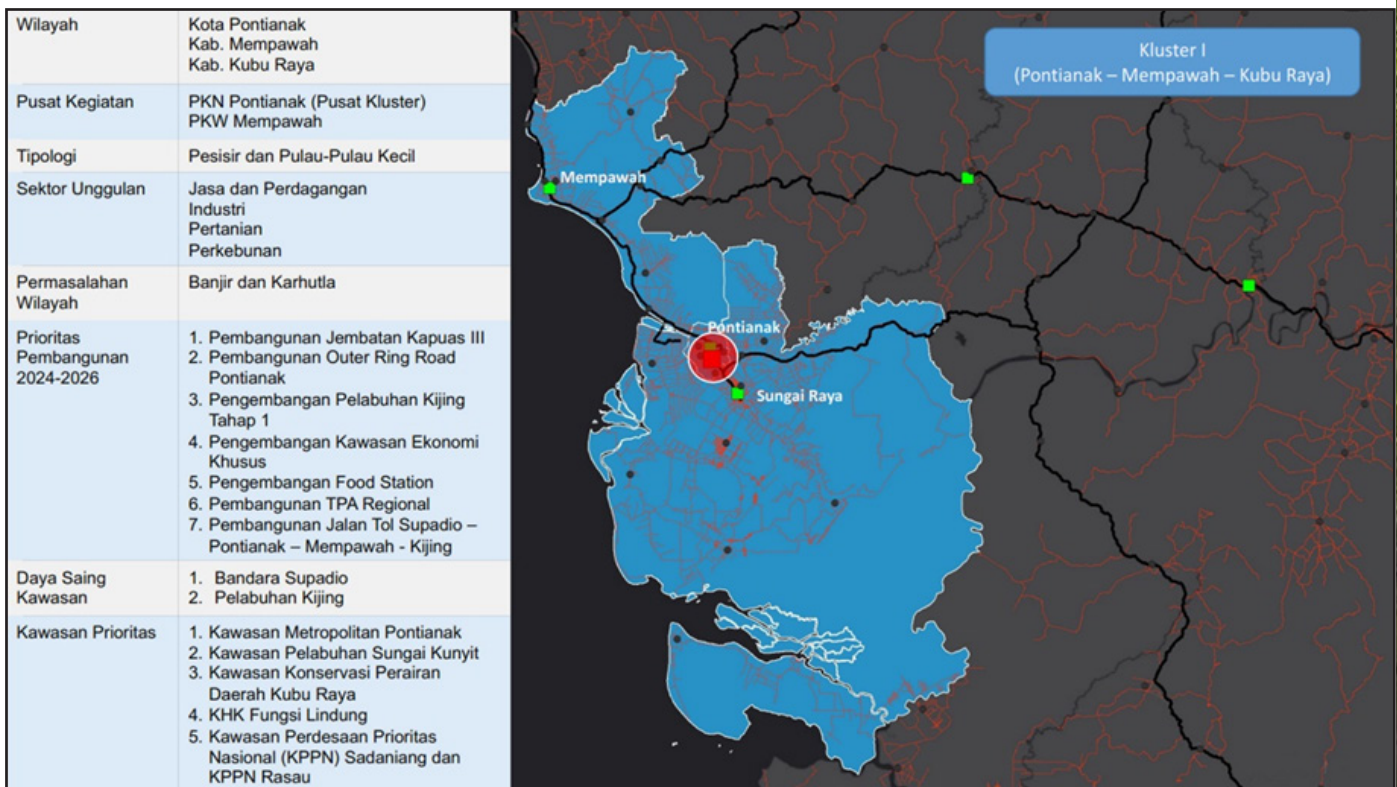 Wilayah
Kota Pontianak
Kab. Mempawah
Kab. Kubu Raya
Pusat Kegiatan
PKN Pontianak (Pusat Kluster)
PKW Mempawah
Tipologi
Pesisir dan Pulau-Pulau Kecil
Sektor Unggulan
Jasa dan Perdagangan
Industri
Pertanian
Perkebunan
Permasalahan
Wilayah
Banjir dan Karhutla
Prioritas
Pembangunan
2024-2026
1. Pembangunan Jembatan Kapuas III
2. Pembangunan Outer Ring Road
Pontianak
3. Pengembangan Pelabuhan Kijing
Tahap 1
4. Pengembangan Kawasan Ekonomi
Khusus
5. Pengembangan Food Station
6. Pembangunan TPA Regional
7. Pembangunan Jalan Tol Supadio –
Pontianak – Mempawah - Kijing
Daya Saing
Kawasan
1. Bandara Supadio
2. Pelabuhan Kijing
Kawasan Prioritas
1. Kawasan Metropolitan Pontianak
2. Kawasan Pelabuhan Sungai Kunyit
3. Kawasan Konservasi Perairan
Daerah Kubu Raya
4. KHK Fungsi Lindung
5. Kawasan Perdesaan Prioritas
Nasional (KPPN) Sadaniang dan
KPPN Rasau
Kluster I
(Pontianak – Mempawah – Kubu Raya)
Mempawah
Pontianak
Sungai Raya